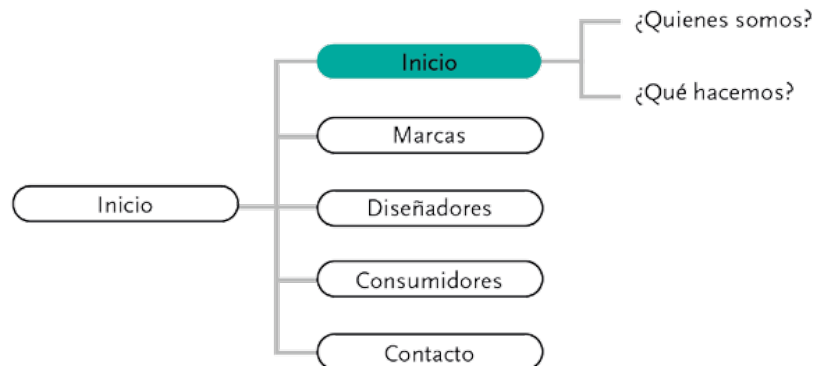 ¿Quienes somos?
Inicio
¿Qué hacemos?
Marcas
Inicio
Diseñadores
Consumidores
Contacto